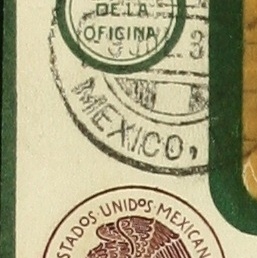 DE LA
OFICINA
MEXICO,
ESTADOS UNIDOS MEXICAN